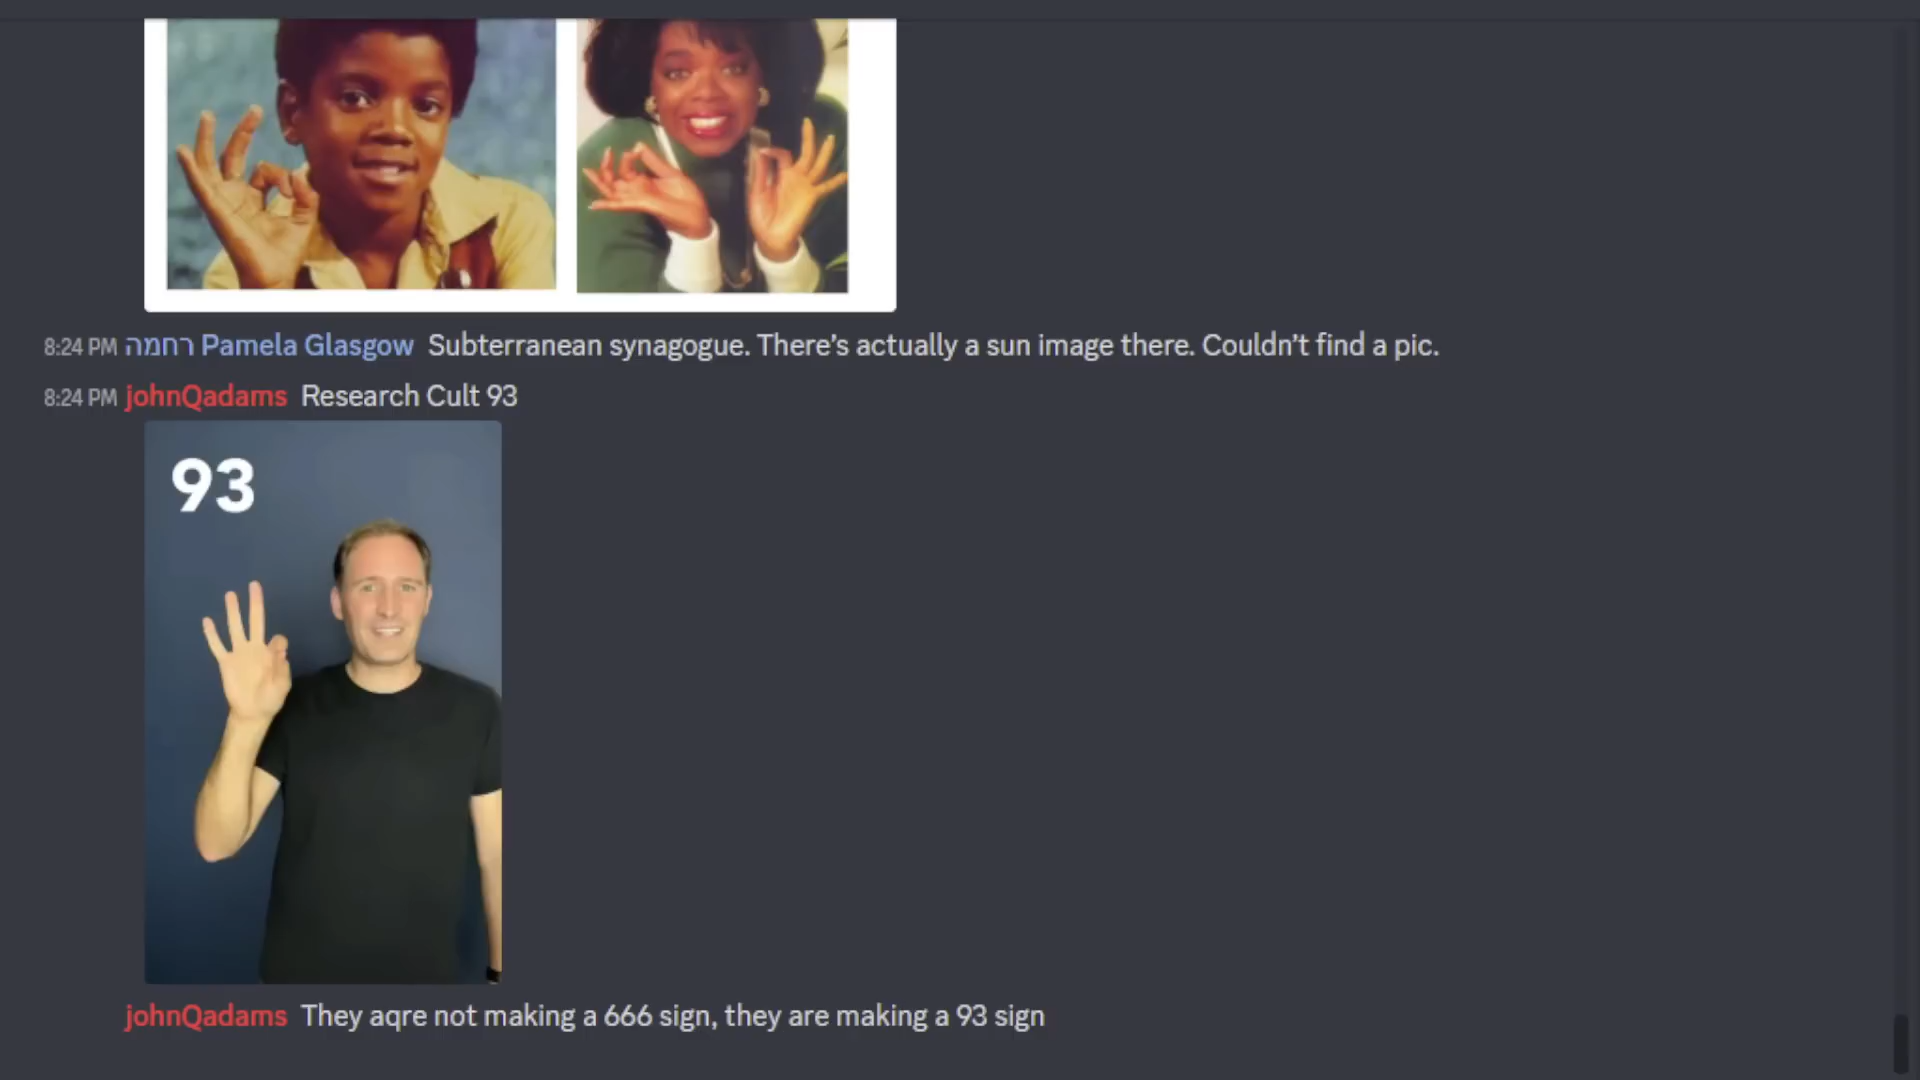 8:24 PM רחמה Pamela Glasgow Subterranean synagogue. There’s actually a sun image there. Couldn’t find a pic.
8:24 PM johnQadams Research Cult 93
93
johnQadams They aqre not making a 666 sign, they are making a 93 sign